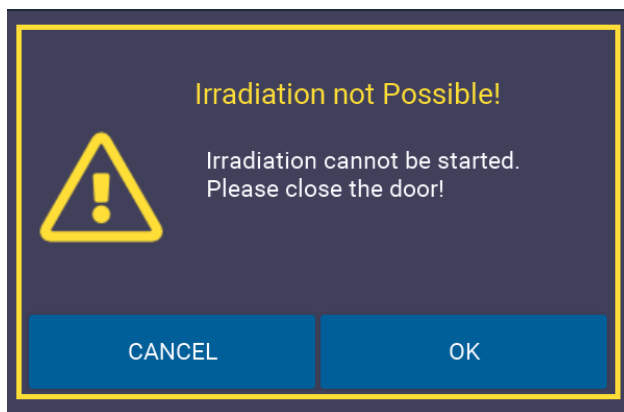 Irradiation not Possible!
Irradiation cannot be started.
Please close the door!
CANCEL
OK